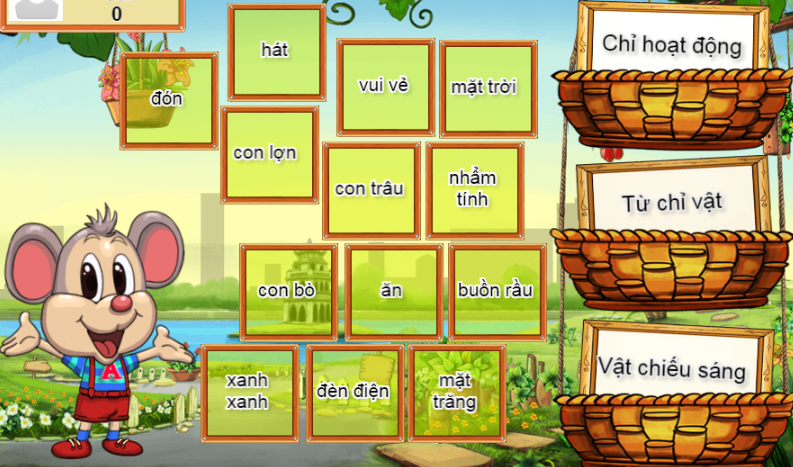 0
hát
Chỉ hoạt động
vui vẻ
mặt trời
đón
con lợn
con trâu
nhẩm
tính
Từ chỉ vật
con bò
ăn
buồn rầu
xanh
xanh
đèn điện
mặt
trăng
Vật chiếu sáng
A